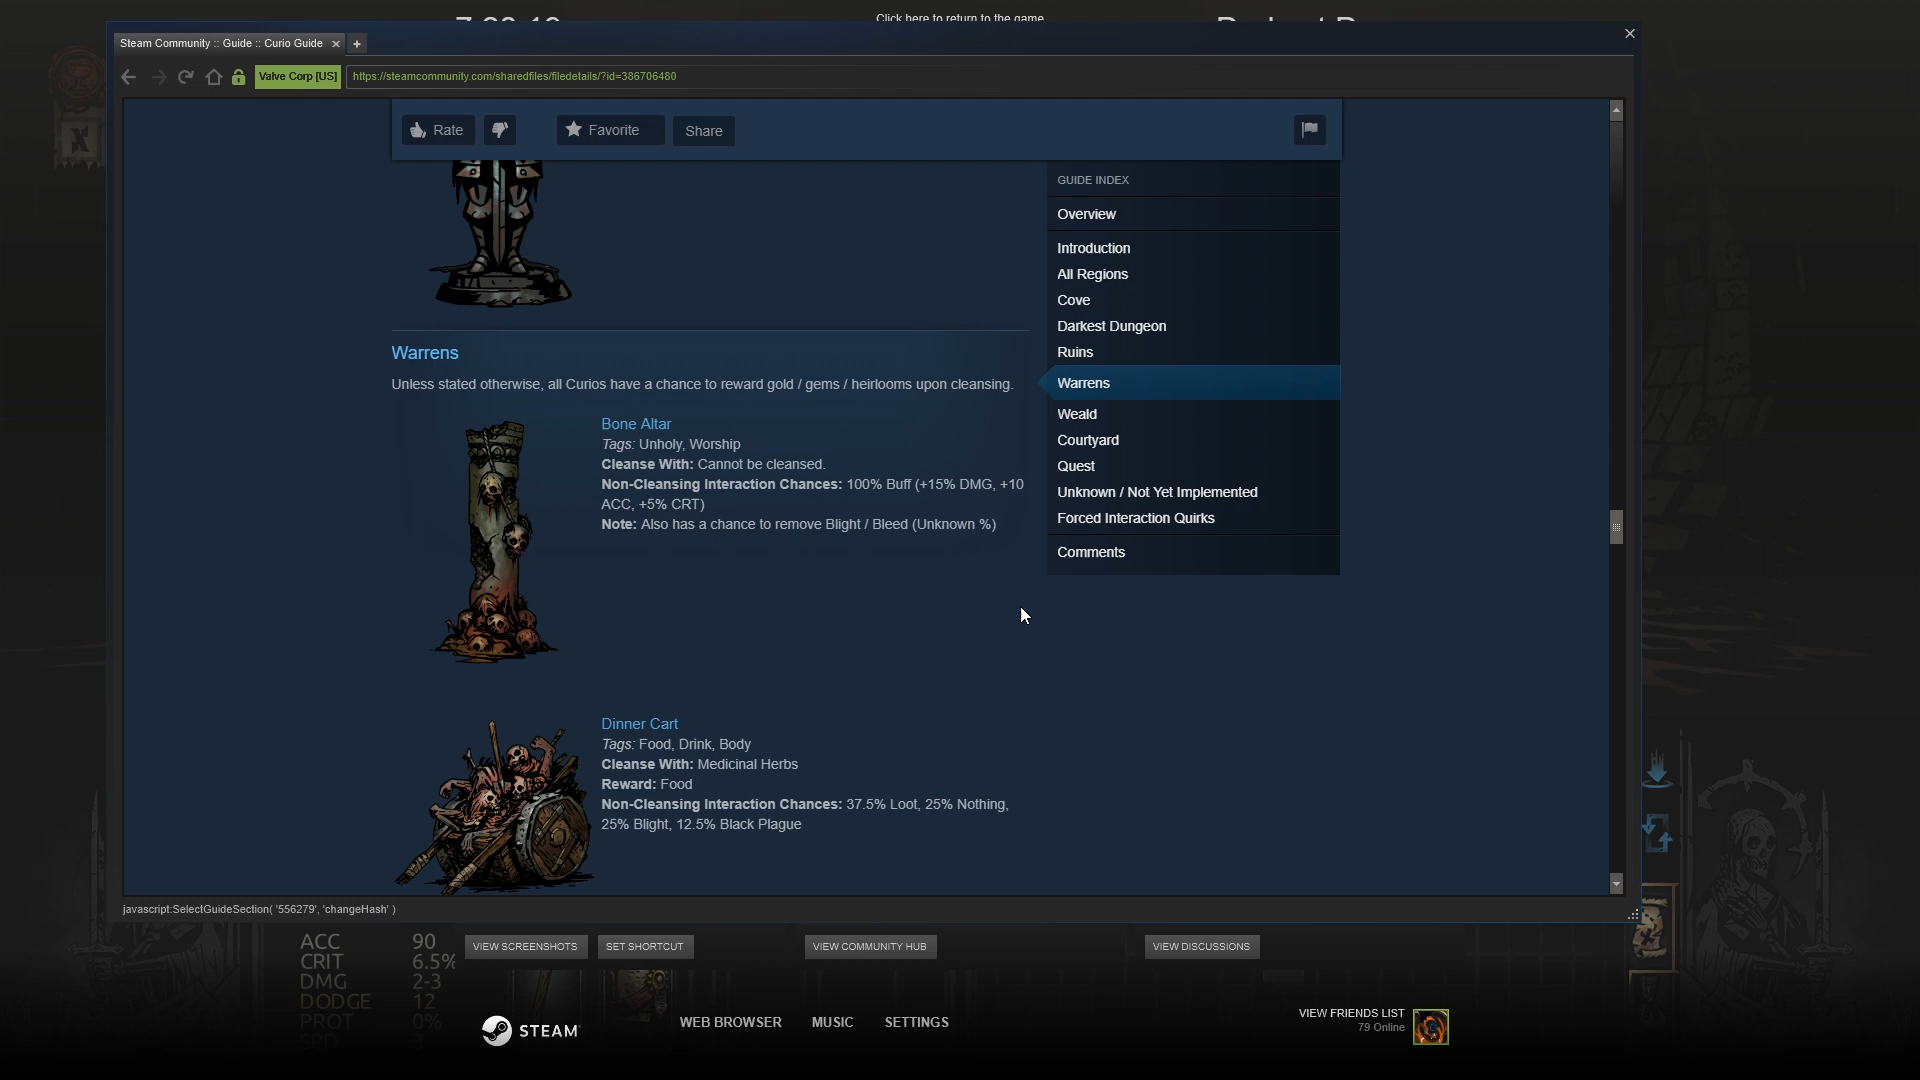 Click here to return to the game
Steam Community :: Guide :: Curio Guide
Valve Corp [US]
https://steamcommunity.com/sharedfiles/filedetails/?id=386706480
Rate
Favorite
Share
GUIDE INDEX
Overview
Introduction
All Regions
Cove
Darkest Dungeon
Ruins
Warrens
Weald
Courtyard
Quest
Unknown / Not Yet Implemented
Forced Interaction Quirks
Comments
Warrens
Unless stated otherwise, all Curios have a chance to reward gold / gems / heirlooms upon cleansing.
Bone Altar
Tags: Unholy, Worship
Cleanse With: Cannot be cleansed.
Non-Cleansing Interaction Chances: 100% Buff (+15% DMG, +10
ACC, +5% CRT)
Note: Also has a chance to remove Blight / Bleed (Unknown %)
Dinner Cart
Tags: Food, Drink, Body
Cleanse With: Medicinal Herbs
Reward: Food
Non-Cleansing Interaction Chances: 37.5% Loot, 25% Nothing,
25% Blight, 12.5% Black Plague
javascript:SelectGuideSection( '556279', 'changeHash' )
ACC 90
CRIT 6.5%
DMG 2-3
DODGE 12
PROT 0%
SPD 3
VIEW SCREENSHOTS
SET SHORTCUT
VIEW COMMUNITY HUB
VIEW DISCUSSIONS
STEAM
WEB BROWSER
MUSIC
SETTINGS
VIEW FRIENDS LIST
79 Online